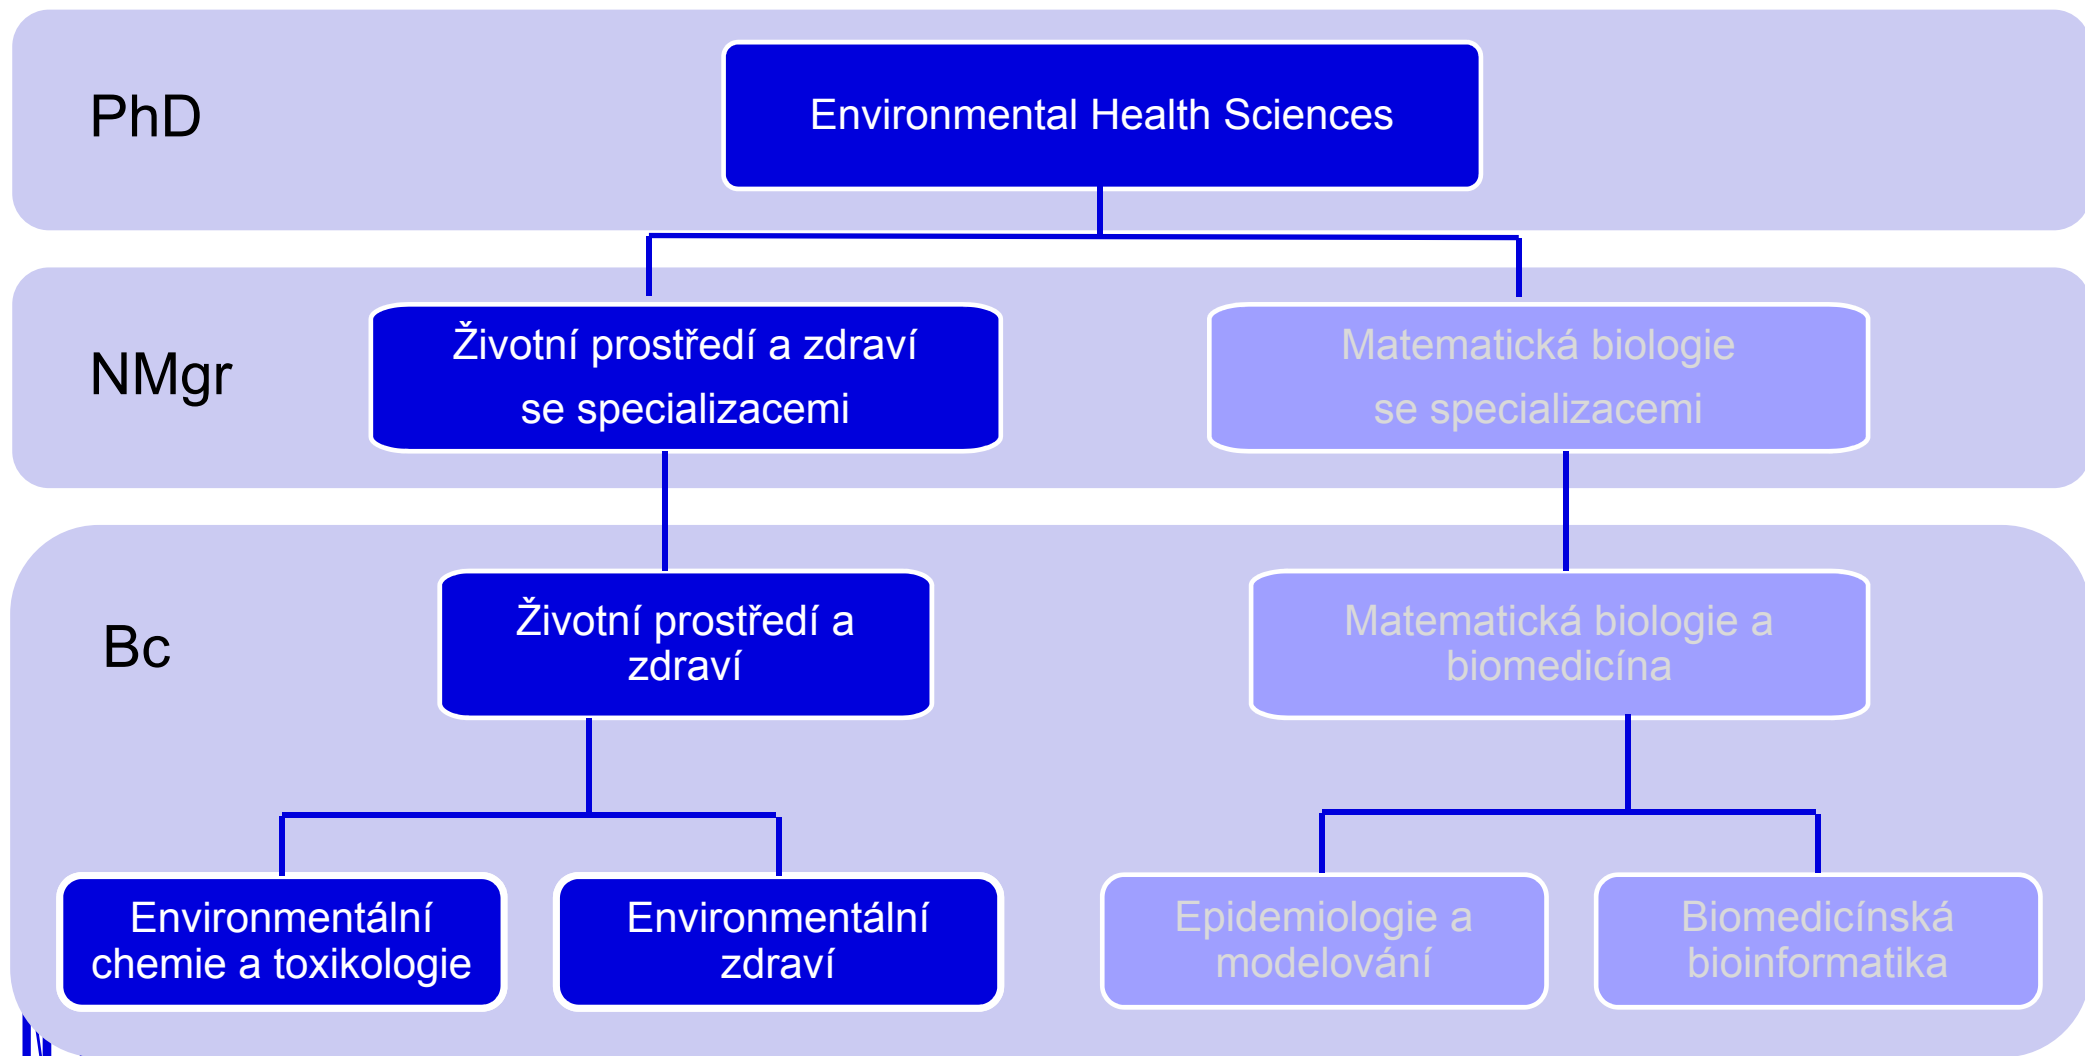 PhD
Environmental Health Sciences
NMgr
Životní prostředí a zdraví
se specializacemi
Matematická biologie
se specializacemi
Bc
Životní prostředí a
zdraví
Matematická biologie a
biomedicína
Environmentální
chemie a toxikologie
Environmentální
zdraví
Epidemiologie a
modelování
Biomedicínská
bioinformatika